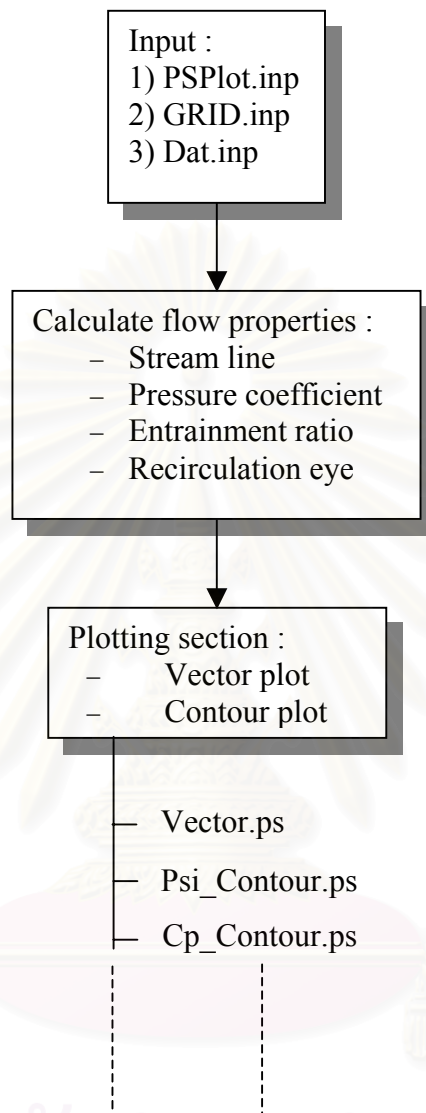 Input :
1) PSPlot.inp
2) GRID.inp
3) Dat.inp
Calculate flow properties :
– Stream line
– Pressure coefficient
– Entrainment ratio
– Recirculation eye
Plotting section :
– Vector plot
– Contour plot
Vector.ps
Psi_Contour.ps
Cp_Contour.ps